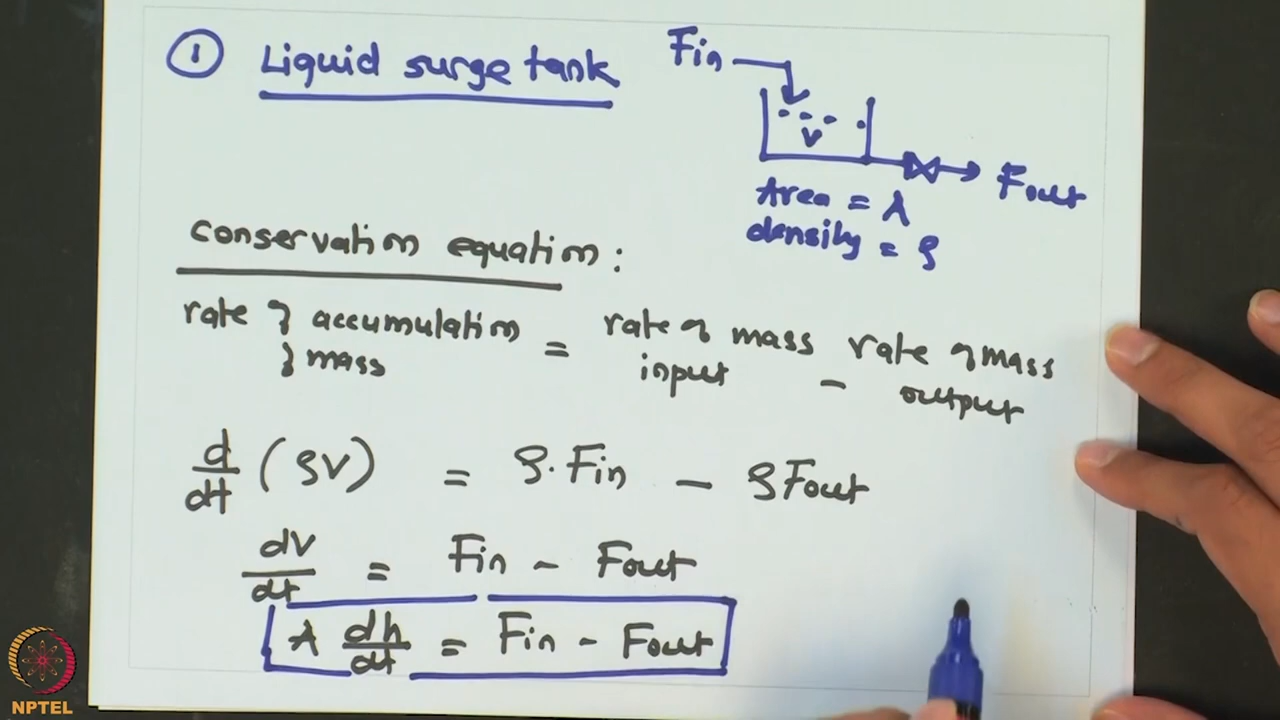 ① Liquid surge tank
Fin
V
Fout
Area = A
density = ρ
conservation equation:
rate of accumulation of mass = rate of mass input - rate of mass output
d/dt (ρV) = ρ·Fin - ρFout
dV/dt = Fin - Fout
A dh/dt = Fin - Fout
NPTEL